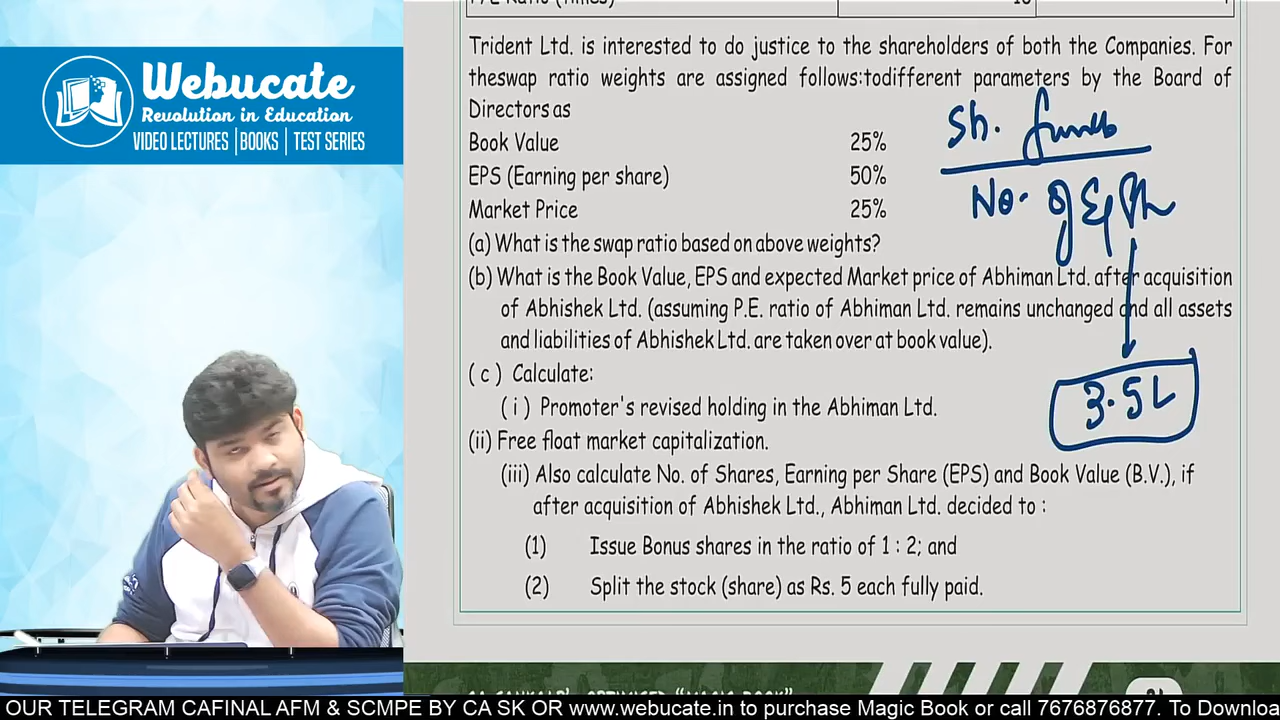 Webucate
Revolution in Education
VIDEO LECTURES | BOOKS | TEST SERIES
Trident Ltd. is interested to do justice to the shareholders of both the Companies. For
theswap ratio weights are assigned follows:todifferent parameters by the Board of
Directors as
Book Value 25%
EPS (Earning per share) 50%
Market Price 25%
(a) What is the swap ratio based on above weights?
(b) What is the Book Value, EPS and expected Market price of Abhiman Ltd. after acquisition
of Abhishek Ltd. (assuming P.E. ratio of Abhiman Ltd. remains unchanged and all assets
and liabilities of Abhishek Ltd. are taken over at book value).
( c ) Calculate:
( i ) Promoter's revised holding in the Abhiman Ltd.
(ii) Free float market capitalization.
(iii) Also calculate No. of Shares, Earning per Share (EPS) and Book Value (B.V.), if
after acquisition of Abhishek Ltd., Abhiman Ltd. decided to :
(1) Issue Bonus shares in the ratio of 1 : 2; and
(2) Split the stock (share) as Rs. 5 each fully paid.
Sh. funds
No. of Eq Sh
3.5L
OUR TELEGRAM CAFINAL AFM & SCMPE BY CA SK OR www.webucate.in to purchase Magic Book or call 7676876877. To Downloa